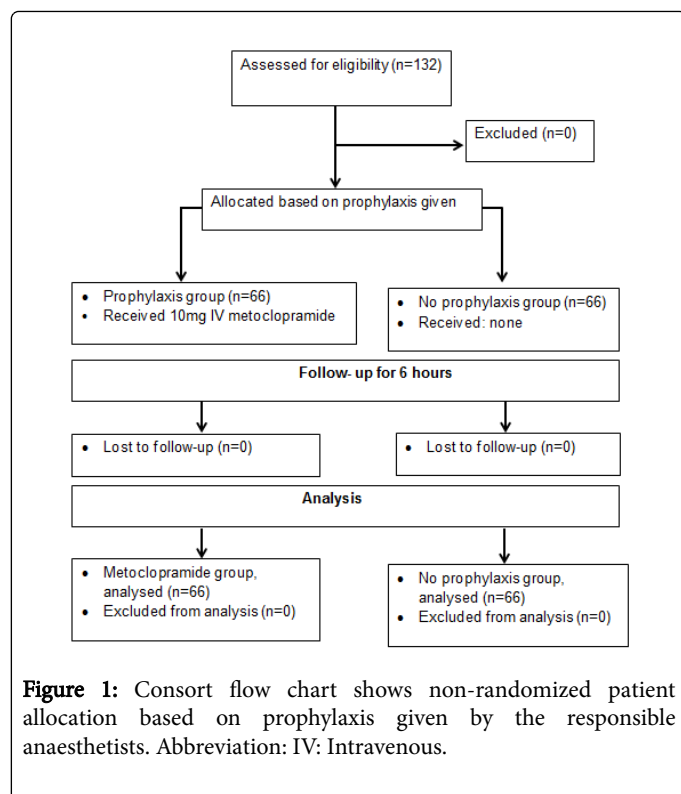 Assessed for eligibility (n=132)
Excluded (n=0)
Allocated based on prophylaxis given
• Prophylaxis group (n=66)
• Received 10mg IV metoclopramide
• No prophylaxis group (n=66)
• Received: none
Follow- up for 6 hours
• Lost to follow-up (n=0)
• Lost to follow-up (n=0)
Analysis
• Metoclopramide group,
analysed (n=66)
• Excluded from analysis (n=0)
• No prophylaxis group,
analysed (n=66)
• Excluded from analysis (n=0)
Figure 1: Consort flow chart shows non-randomized patient
allocation based on prophylaxis given by the responsible
anaesthetists. Abbreviation: IV: Intravenous.